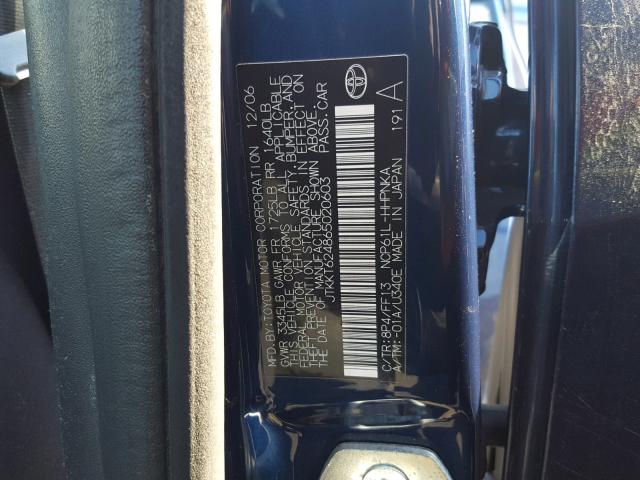 MFD. BY: TOYOTA MOTOR CORPORATION 12/06
GVWR 3345LB GAWR FR 1725LB RR 1640LB
THIS VEHICLE CONFORMS TO ALL APPLICABLE
FEDERAL MOTOR VEHICLE SAFETY, BUMPER, AND
THEFT PREVENTION STANDARDS IN EFFECT ON
THE DATE OF MANUFACTURE SHOWN ABOVE.
JTKKT624865020603 PASS.CAR
C/TR:8P4/FF13 NCP61L-HHPNKA
A/TM:-01A/U340E MADE IN JAPAN 191 A